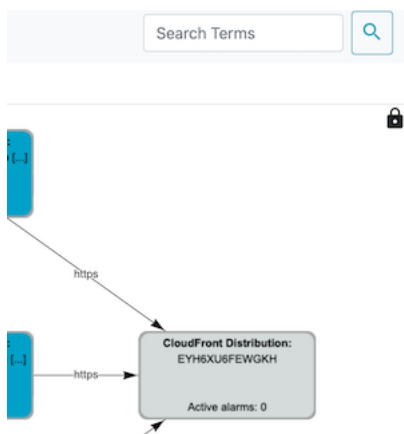 Search Terms
:
[...]
https
:
[...]
https
CloudFront Distribution:
EYH6XU6FEWGKH
Active alarms: 0